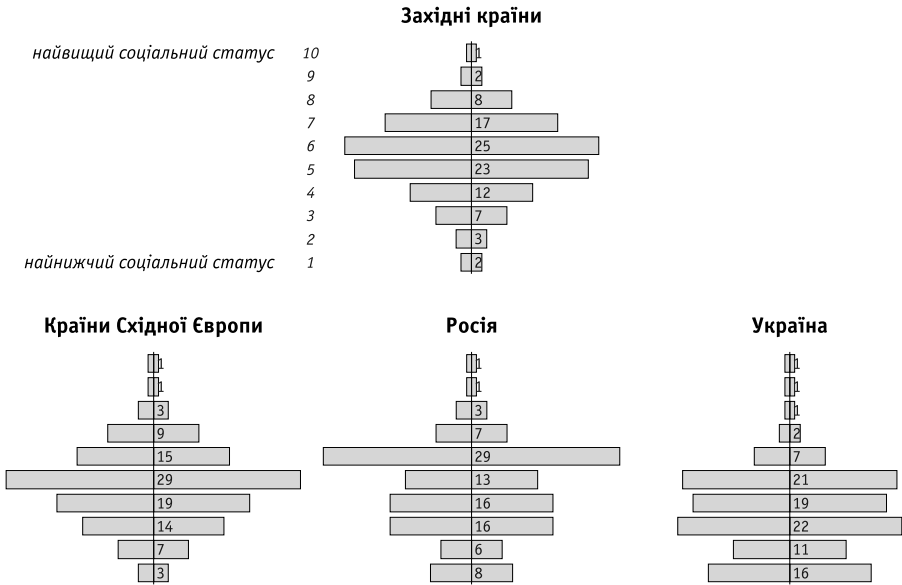 Західні країни
найвищий соціальний статус 10 1
9 2
8 8
7 17
6 25
5 23
4 12
3 7
2 3
найнижчий соціальний статус 1 2
Країни Східної Європи Росія Україна
1 1 1
1 1 1
3 3 1
9 7 2
15 29 7
29 13 21
19 16 19
14 16 22
7 6 11
3 8 16